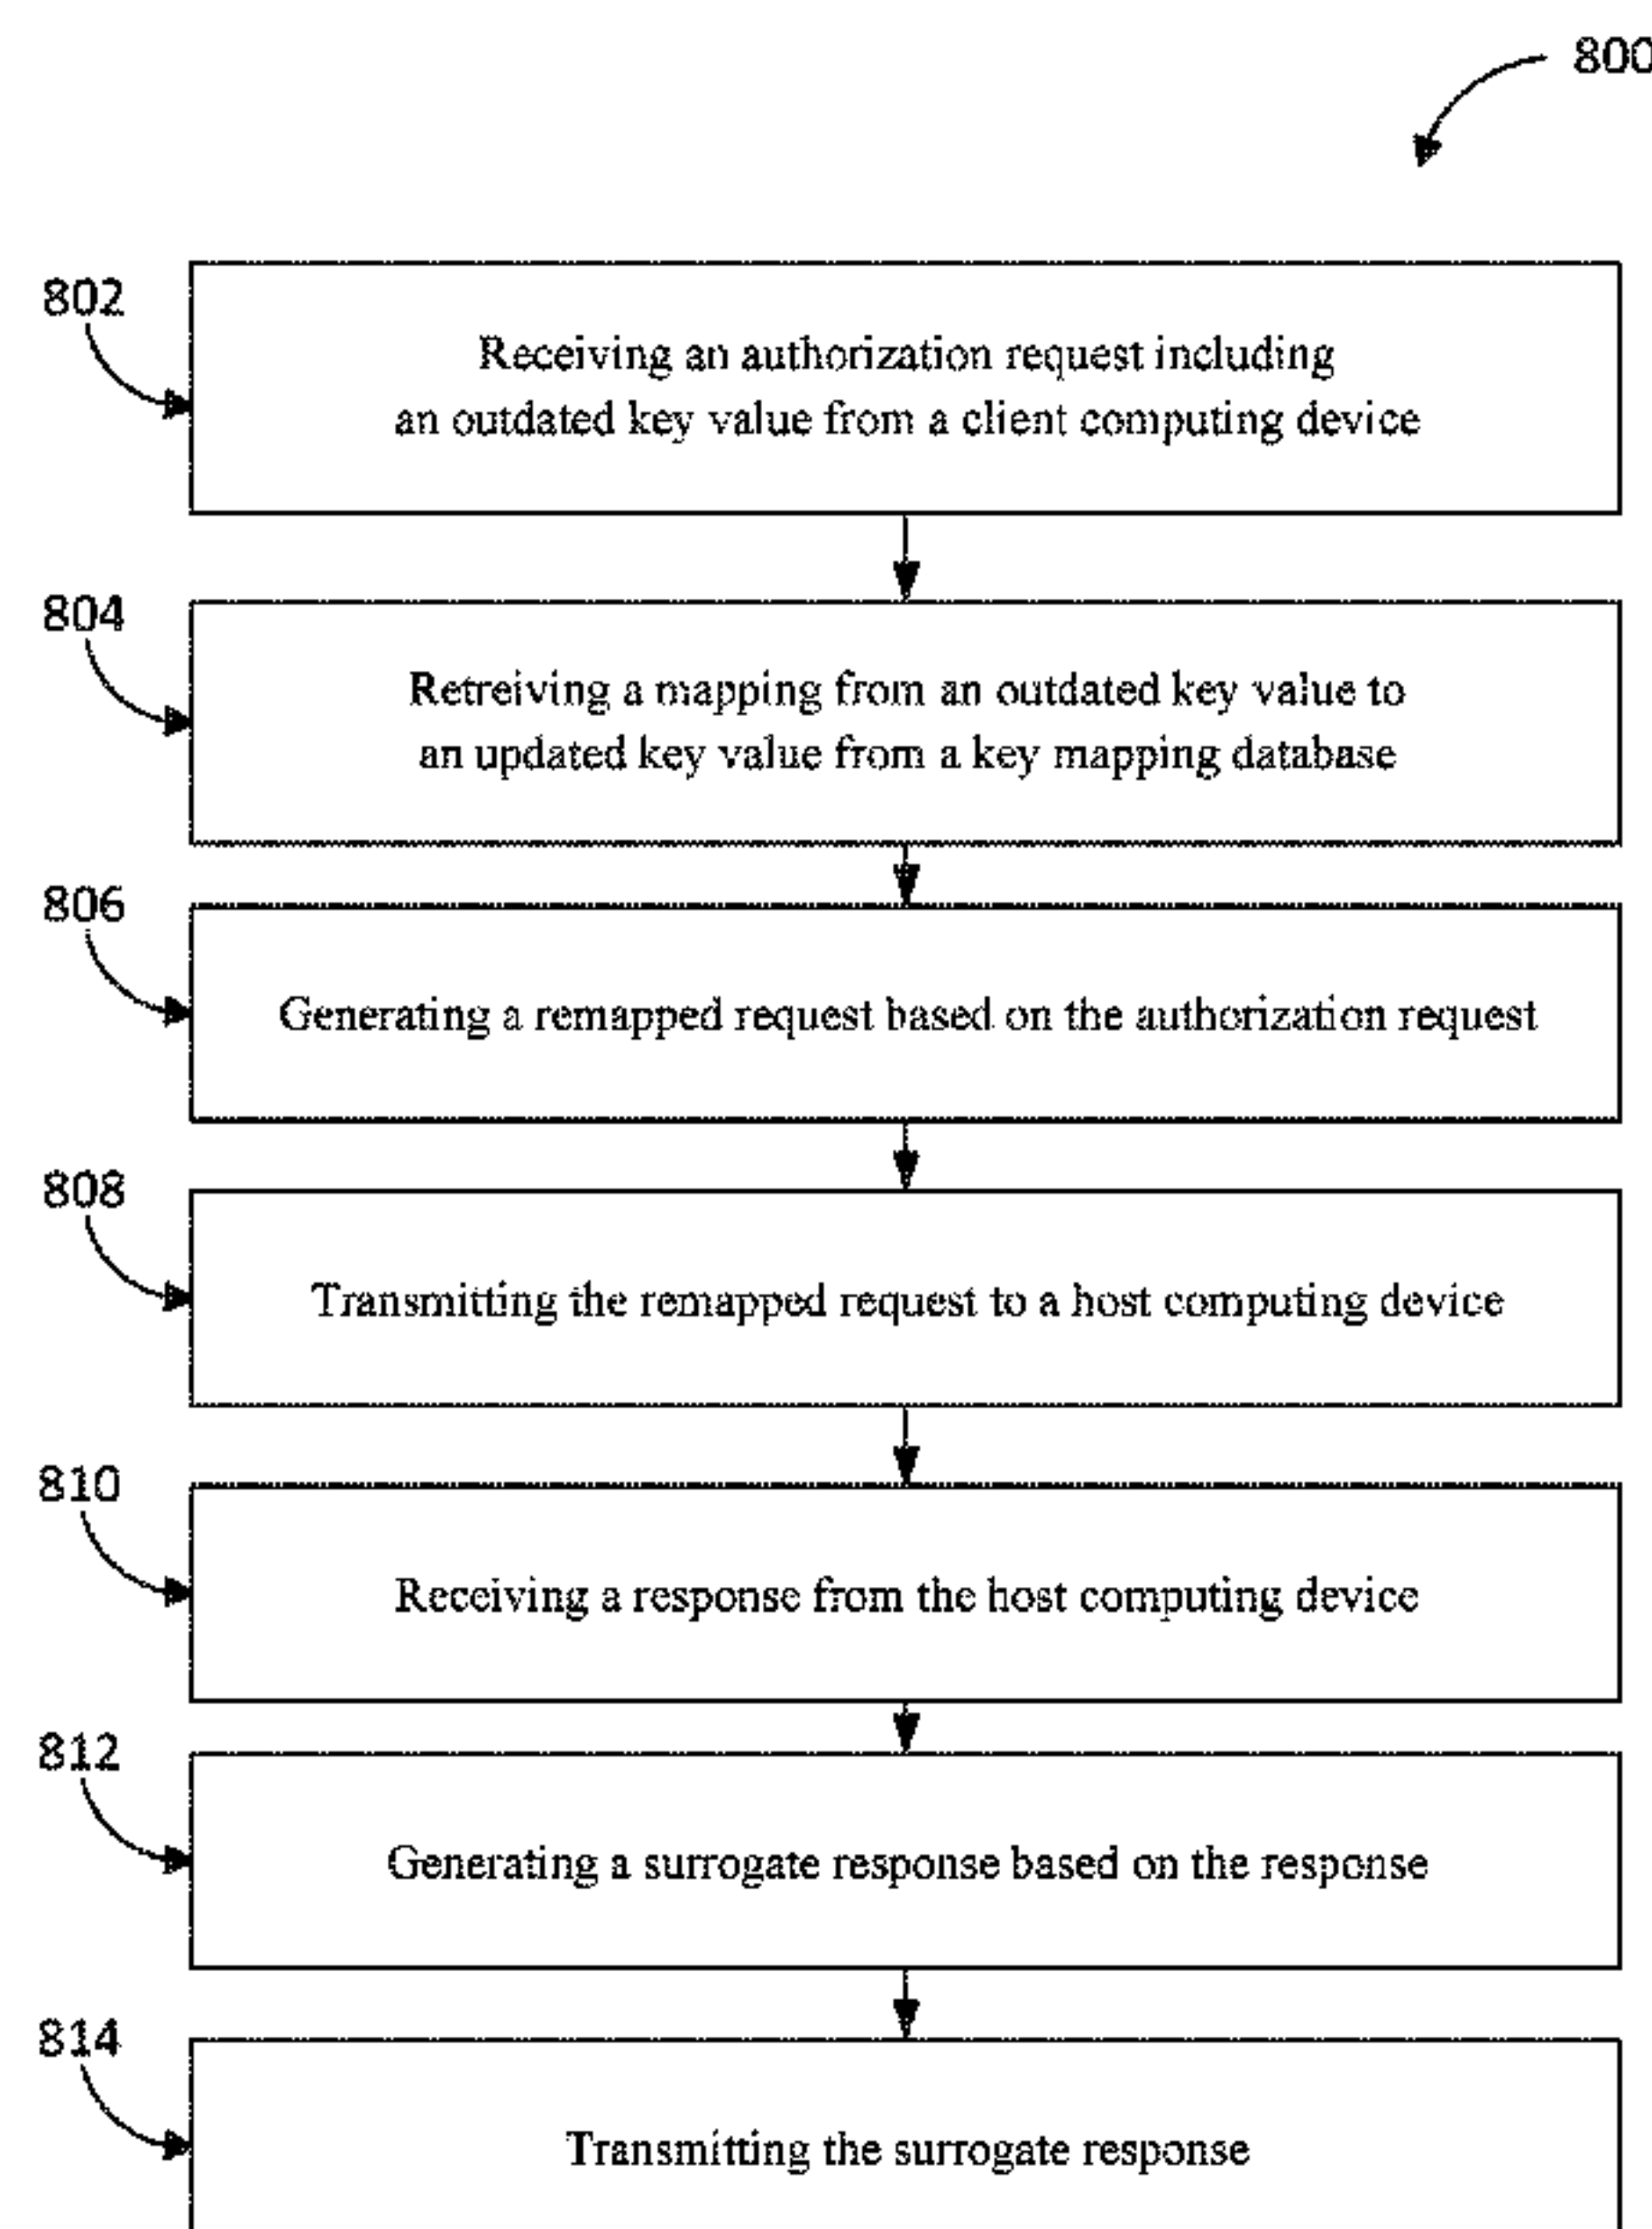 800
802
Receiving an authorization request including
an outdated key value from a client computing device
804
Retreiving a mapping from an outdated key value to
an updated key value from a key mapping database
806
Generating a remapped request based on the authorization request
808
Transmitting the remapped request to a host computing device
810
Receiving a response from the host computing device
812
Generating a surrogate response based on the response
814
Transmitting the surrogate response